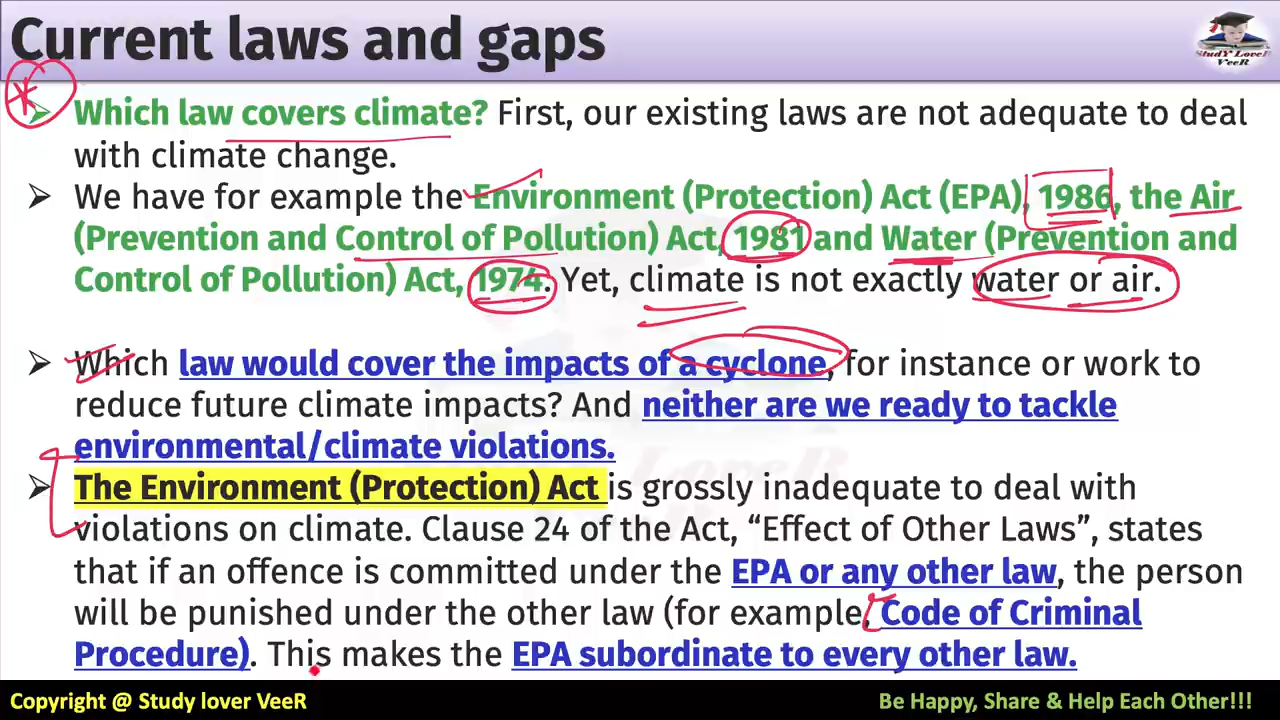 Current laws and gaps
StudY LoveR
VeeR
Which law covers climate? First, our existing laws are not adequate to deal
with climate change.
We have for example the Environment (Protection) Act (EPA), 1986, the Air
(Prevention and Control of Pollution) Act, 1981 and Water (Prevention and
Control of Pollution) Act, 1974. Yet, climate is not exactly water or air.
Which law would cover the impacts of a cyclone, for instance or work to
reduce future climate impacts? And neither are we ready to tackle
environmental/climate violations.
The Environment (Protection) Act is grossly inadequate to deal with
violations on climate. Clause 24 of the Act, “Effect of Other Laws”, states
that if an offence is committed under the EPA or any other law, the person
will be punished under the other law (for example, Code of Criminal
Procedure). This makes the EPA subordinate to every other law.
Copyright @ Study lover VeeR
Be Happy, Share & Help Each Other!!!